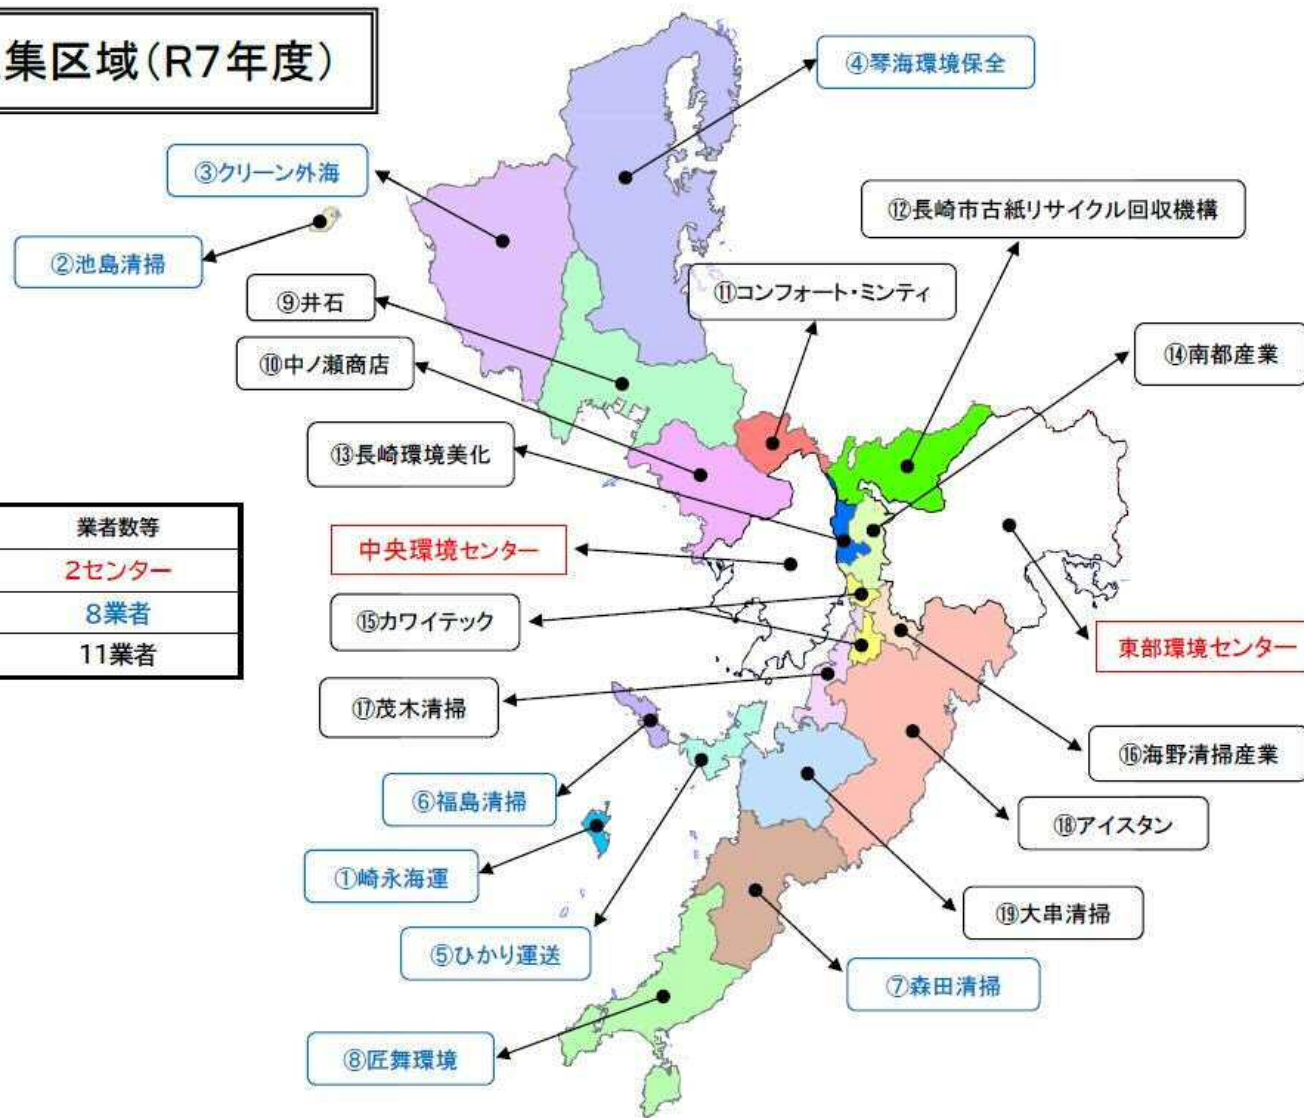 集区域(R7年度)
④琴海環境保全
③クリーン外海
⑫長崎市古紙リサイクル回収機構
②池島清掃
⑪コンフォート・ミンティ
⑨井石
⑭南都産業
⑩中ノ瀬商店
⑬長崎環境美化
業者数等
2センター
8業者
11業者
中央環境センター
⑮カワイテック
東部環境センター
⑰茂木清掃
⑯海野清掃産業
⑥福島清掃
⑱アイスタン
①崎永海運
⑲大串清掃
⑤ひかり運送
⑦森田清掃
⑧匠舞環境